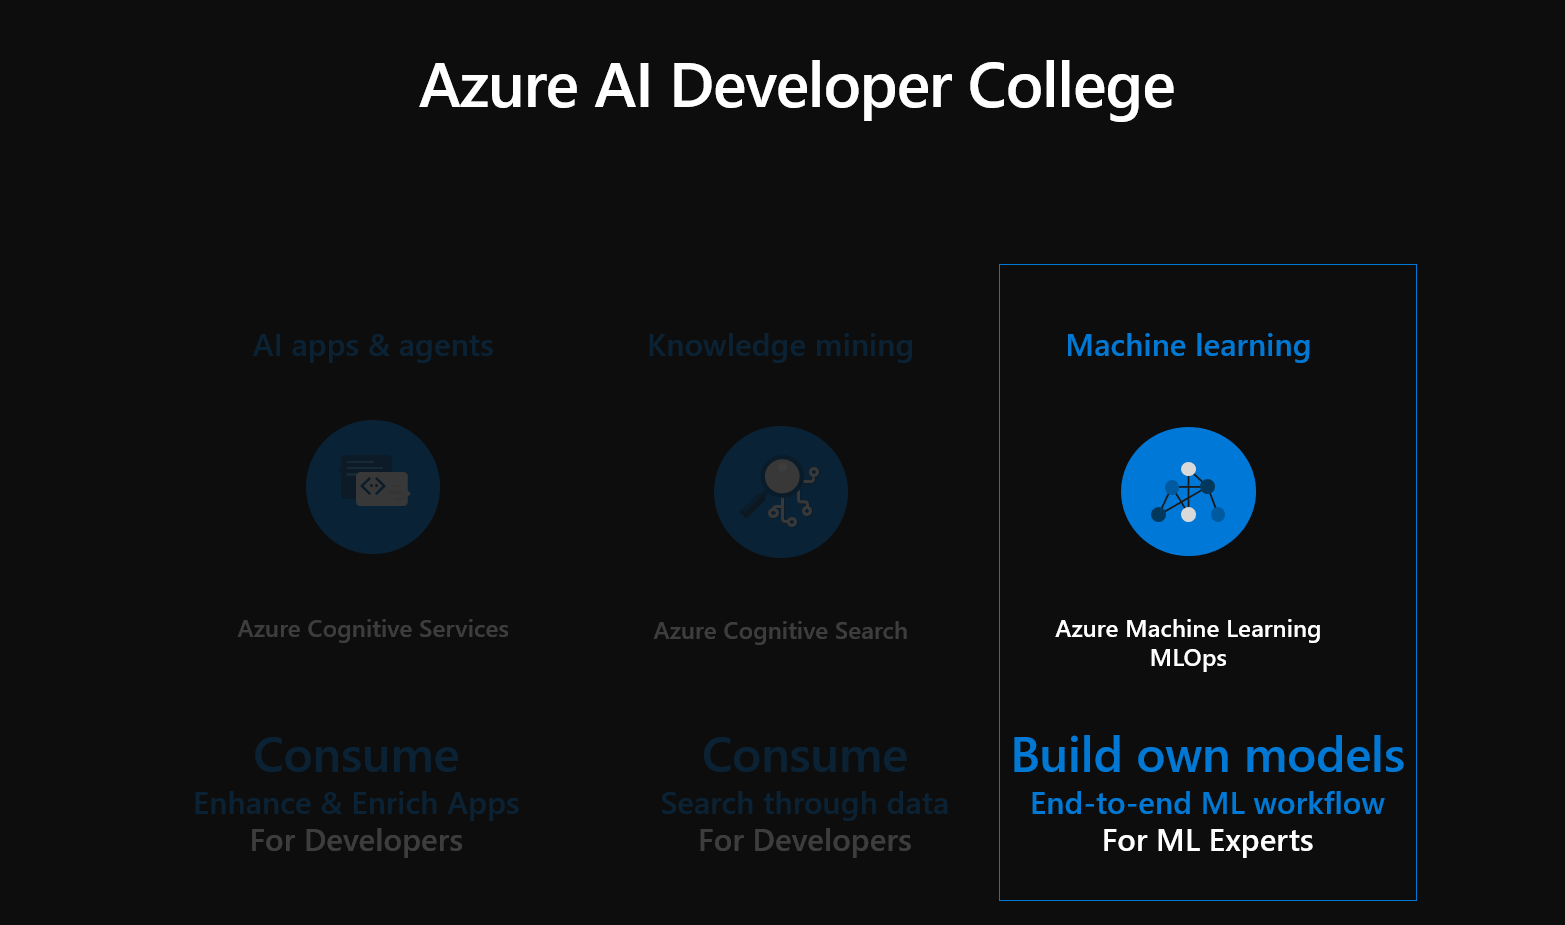 Azure AI Developer College
AI apps & agents
Knowledge mining
Machine learning
Azure Cognitive Services
Azure Cognitive Search
Azure Machine Learning
MLOps
Consume
Enhance & Enrich Apps
For Developers
Consume
Search through data
For Developers
Build own models
End-to-end ML workflow
For ML Experts